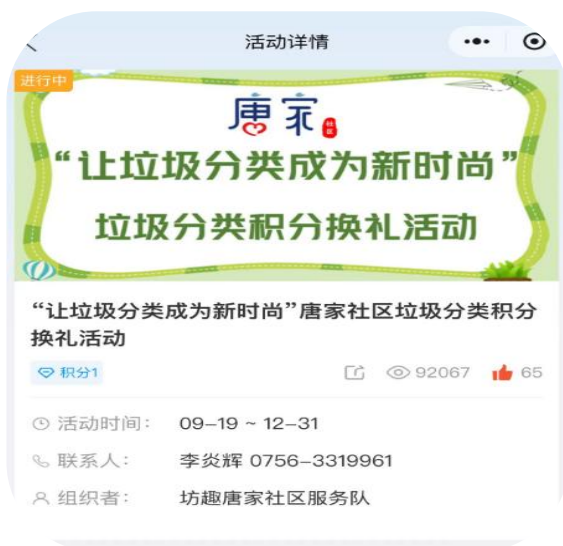 活动详情
进行中
唐家
社区
“让垃圾分类成为新时尚”
垃圾分类积分换礼活动
“让垃圾分类成为新时尚”唐家社区垃圾分类积分
换礼活动
积分1 92067 65
活动时间： 09-19 ~ 12-31
联系人： 李炎辉 0756-3319961
组织者： 坊趣唐家社区服务队